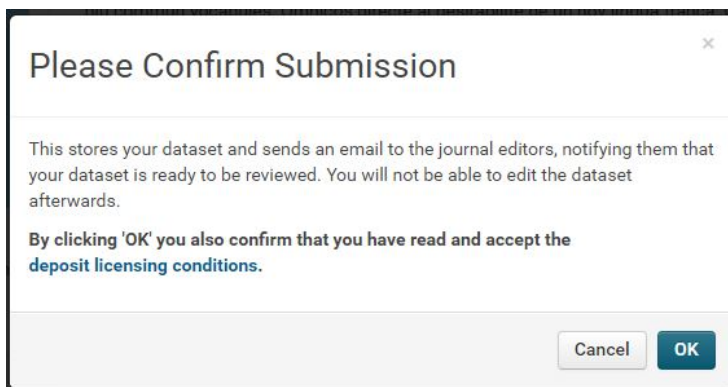 ×
Please Confirm Submission
This stores your dataset and sends an email to the journal editors, notifying them that
your dataset is ready to be reviewed. You will not be able to edit the dataset
afterwards.
By clicking 'OK' you also confirm that you have read and accept the
deposit licensing conditions.
Cancel OK